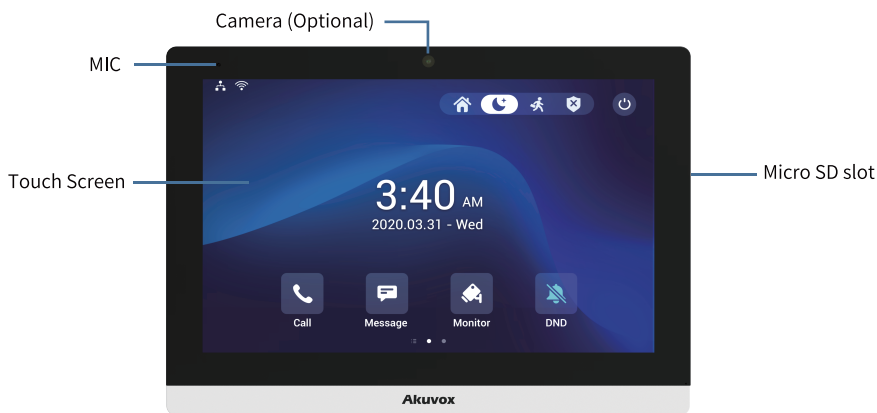 Camera (Optional)
MIC
Touch Screen
Micro SD slot
3:40 AM
2020.03.31 - Wed
Call Message Monitor DND
Akuvox